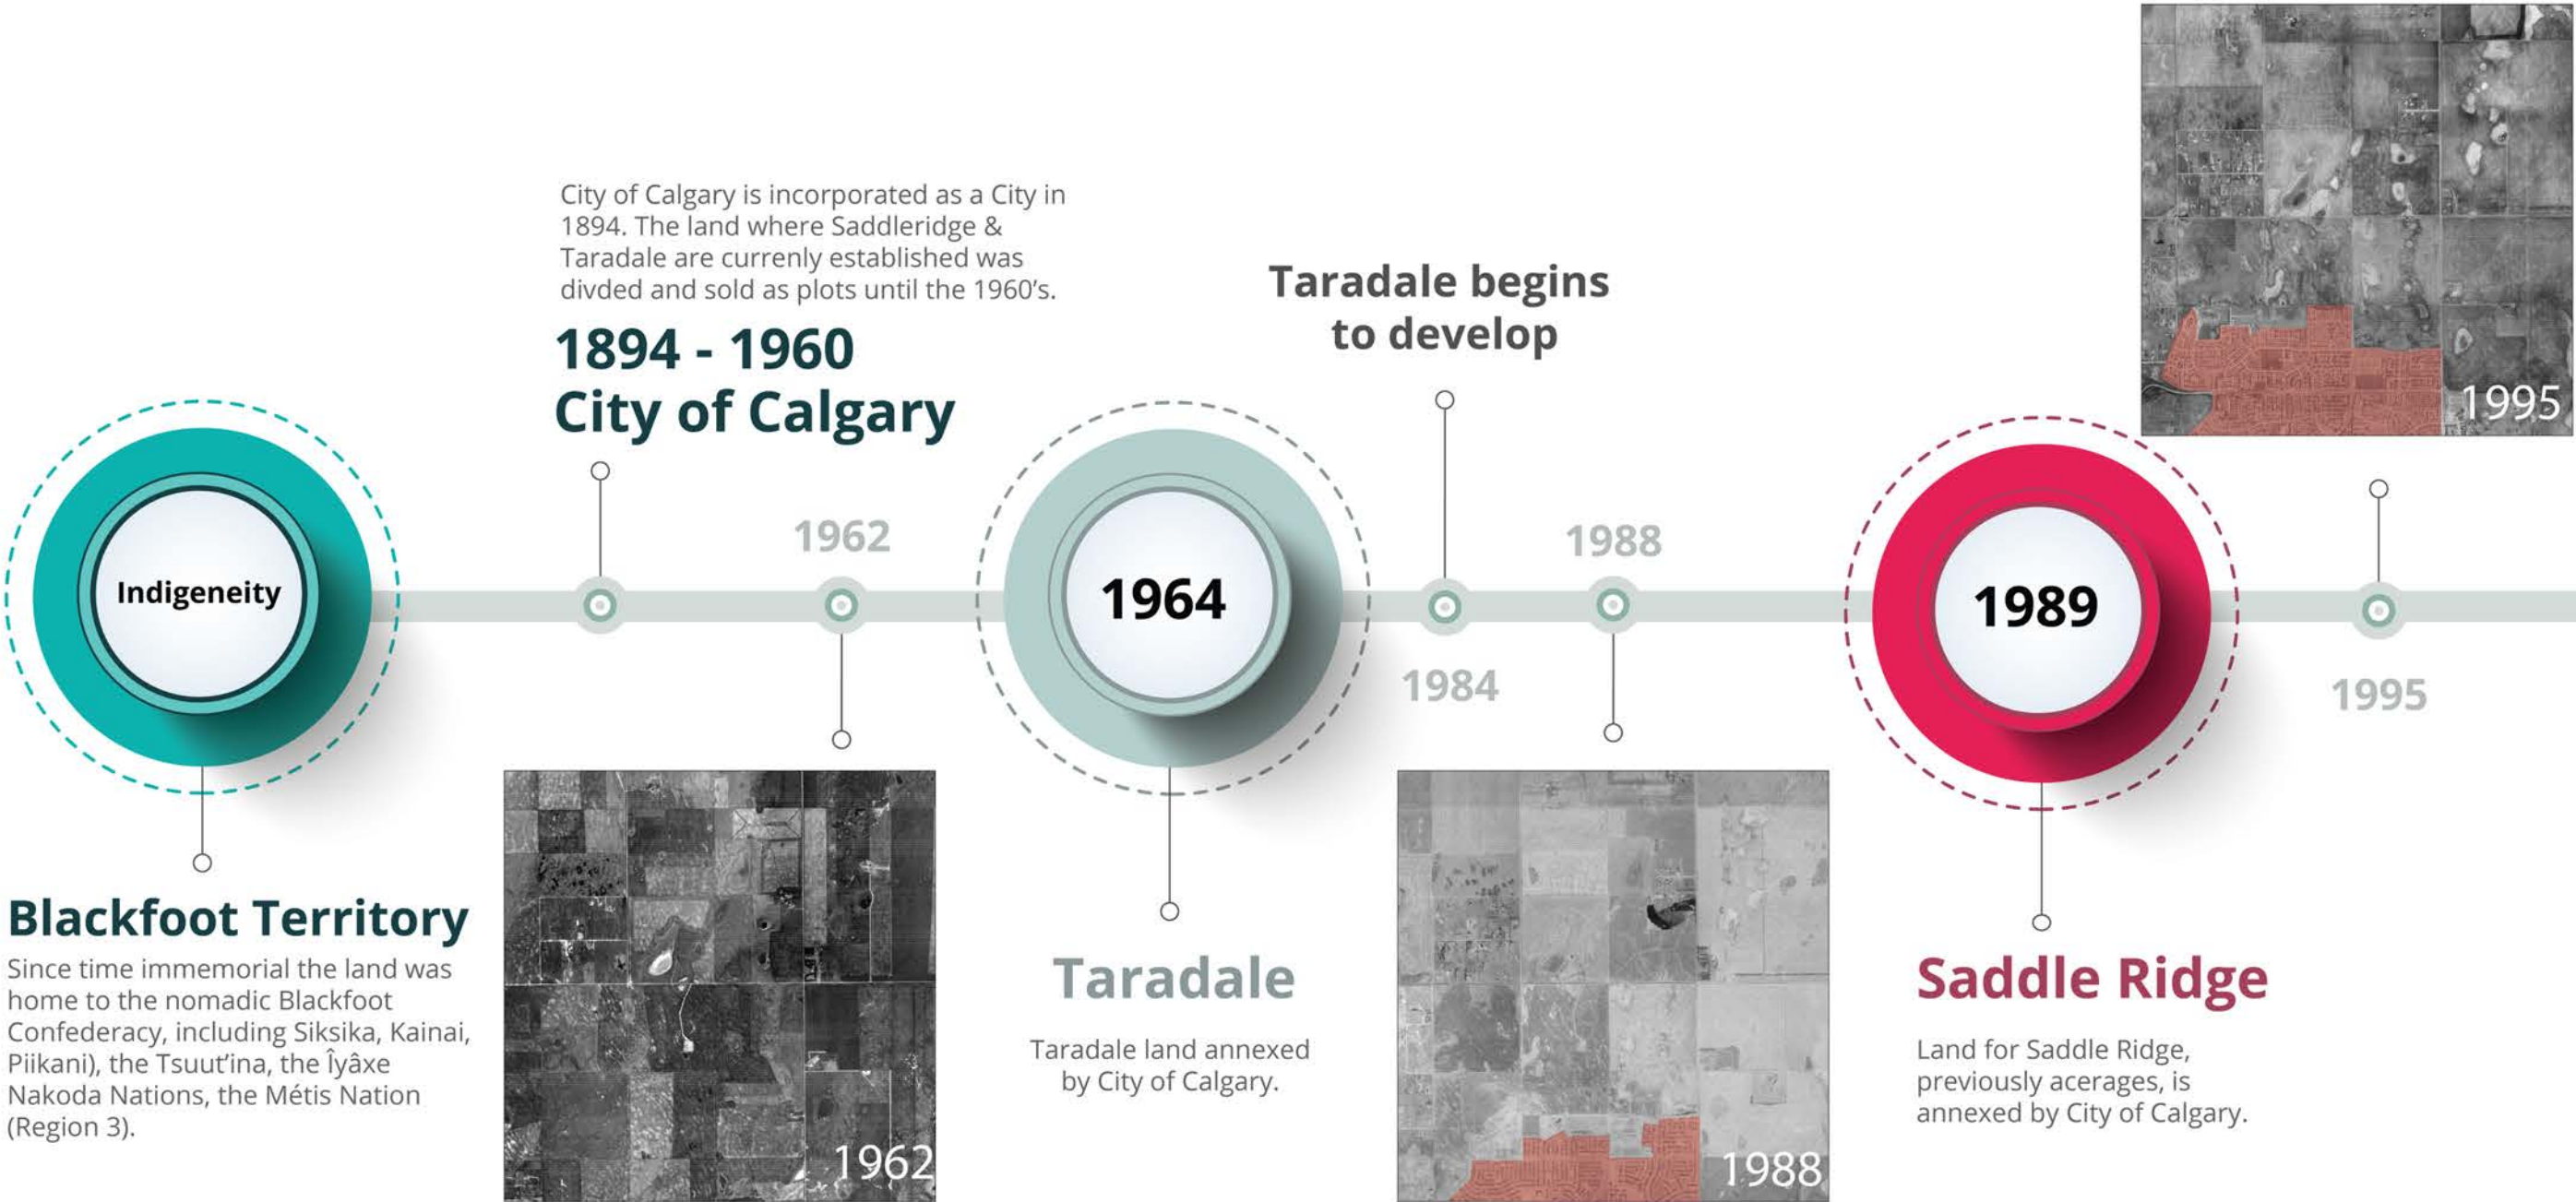 Indigeneity
Blackfoot Territory
Since time immemorial the land was
home to the nomadic Blackfoot
Confederacy, including Siksika, Kainai,
Piikani), the Tsuut’ina, the Îyâxe
Nakoda Nations, the Métis Nation
(Region 3).
City of Calgary is incorporated as a City in
1894. The land where Saddleridge &
Taradale are currenly established was
divded and sold as plots until the 1960’s.
1894 - 1960
City of Calgary
1962
1962
1964
Taradale
Taradale land annexed
by City of Calgary.
Taradale begins
to develop
1984
1988
1988
1989
Saddle Ridge
Land for Saddle Ridge,
previously acerages, is
annexed by City of Calgary.
1995
1995